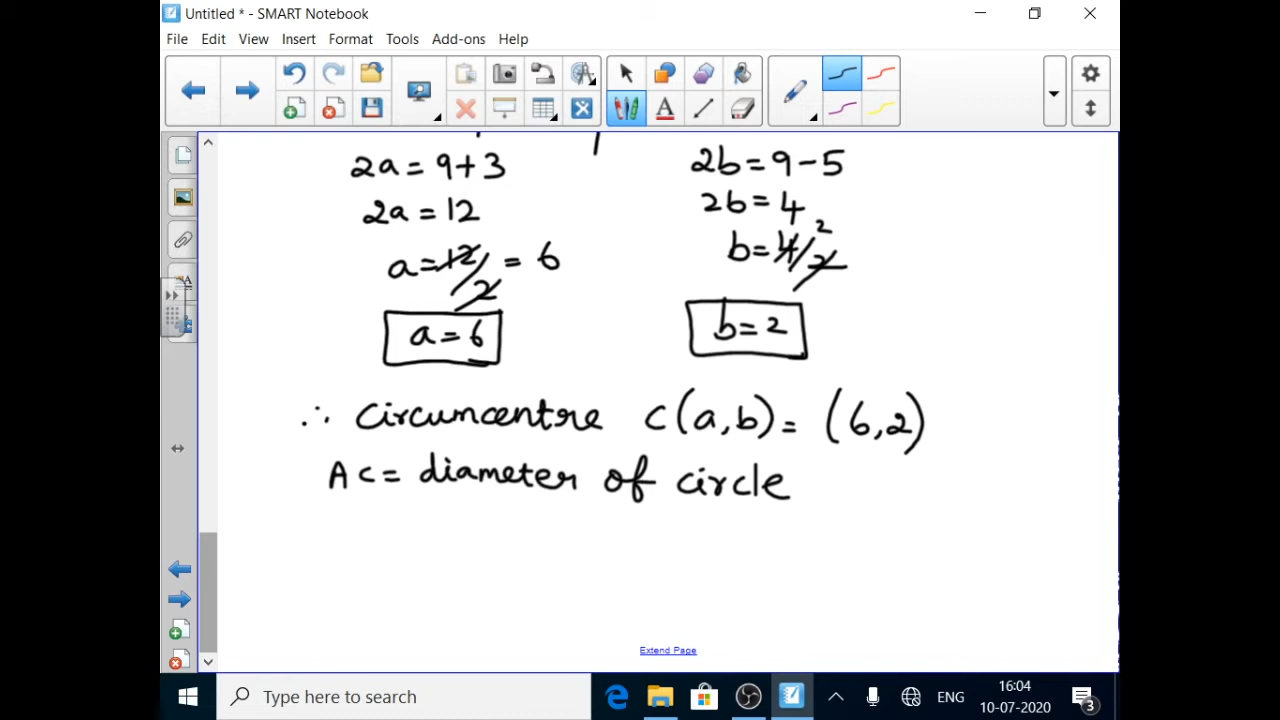 Untitled * - SMART Notebook
File Edit View Insert Format Tools Add-ons Help
2a = 9 + 3
2b = 9 - 5
2a = 12
2b = 4
a = 12/2 = 6
b = 4/2 2
a = 6
b = 2
∴ Circumcentre C(a,b) = (6,2)
AC = diameter of circle
Extend Page
Type here to search
ENG
16:04
10-07-2020
3